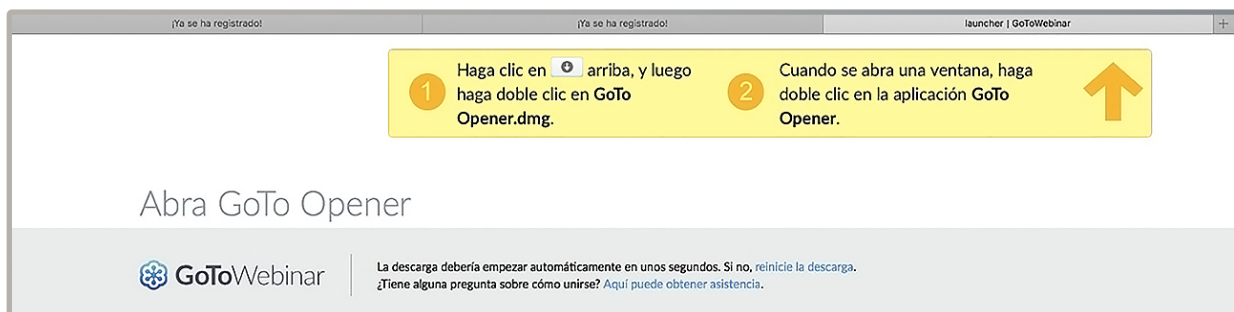 ¡Ya se ha registrado!
¡Ya se ha registrado!
launcher | GoToWebinar
1
Haga clic en arriba, y luego
haga doble clic en GoTo
Opener.dmg.
2
Cuando se abra una ventana, haga
doble clic en la aplicación GoTo
Opener.
Abra GoTo Opener
GoToWebinar
La descarga debería empezar automáticamente en unos segundos. Si no, reinicie la descarga.
¿Tiene alguna pregunta sobre cómo unirse? Aquí puede obtener asistencia.